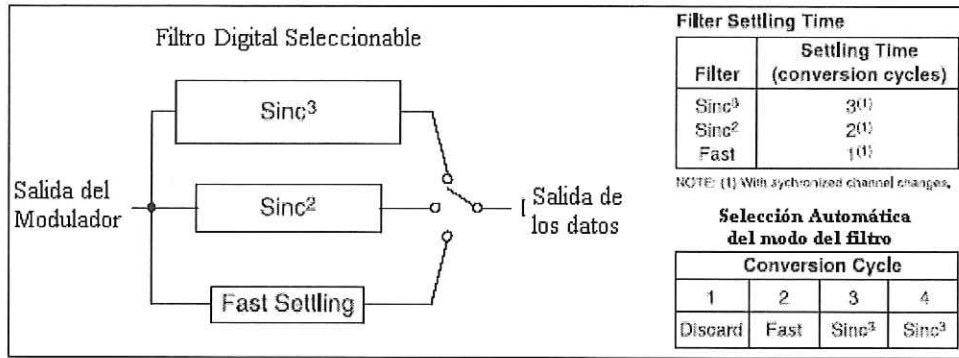 Filtro Digital Seleccionable
Sinc³
Salida del
Modulador
Sinc²
Salida de
los datos
Fast Settling
Filter Settling Time
Filter
Settling Time
(conversion cycles)
Sinc³ 3(1)
Sinc² 2(1)
Fast 1(1)
NOTE: (1) With sychronized channel changes.
Selección Automática
del modo del filtro
Conversion Cycle
1 2 3 4
Discard Fast Sinc³ Sinc³